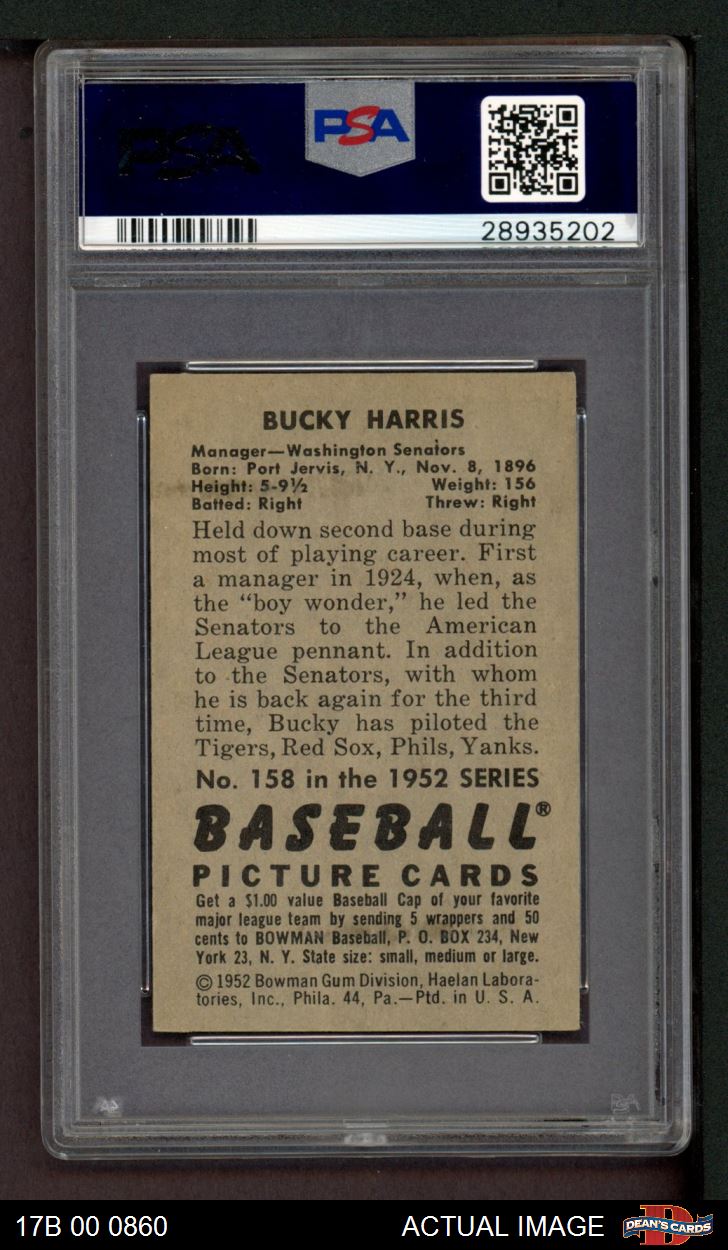 PSA
PSA
28935202
BUCKY HARRIS
Manager—Washington Senators
Born: Port Jervis, N. Y., Nov. 8, 1896
Height: 5-9½ Weight: 156
Batted: Right Threw: Right
Held down second base during
most of playing career. First
a manager in 1924, when, as
the “boy wonder,” he led the
Senators to the American
League pennant. In addition
to the Senators, with whom
he is back again for the third
time, Bucky has piloted the
Tigers, Red Sox, Phils, Yanks.
No. 158 in the 1952 SERIES
BASEBALL®
PICTURE CARDS
Get a $1.00 value Baseball Cap of your favorite
major league team by sending 5 wrappers and 50
cents to BOWMAN Baseball, P. O. BOX 234, New
York 23, N. Y. State size: small, medium or large.
© 1952 Bowman Gum Division, Haelan Labora-
tories, Inc., Phila. 44, Pa.—Ptd. in U. S. A.
PSA
17B 00 0860 ACTUAL IMAGE DEAN'S CARDS